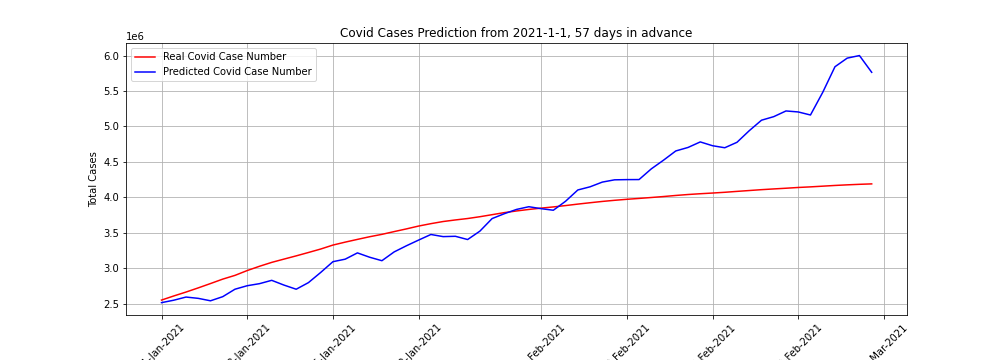 Covid Cases Prediction from 2021-1-1, 57 days in advance
1e6
Real Covid Case Number
Predicted Covid Case Number
6.0
5.5
5.0
4.5
4.0
3.5
3.0
2.5
Total Cases
-Jan-2021
-Jan-2021
-Jan-2021
-Jan-2021
Feb-2021
-Feb-2021
-Feb-2021
-Feb-2021
Mar-2021